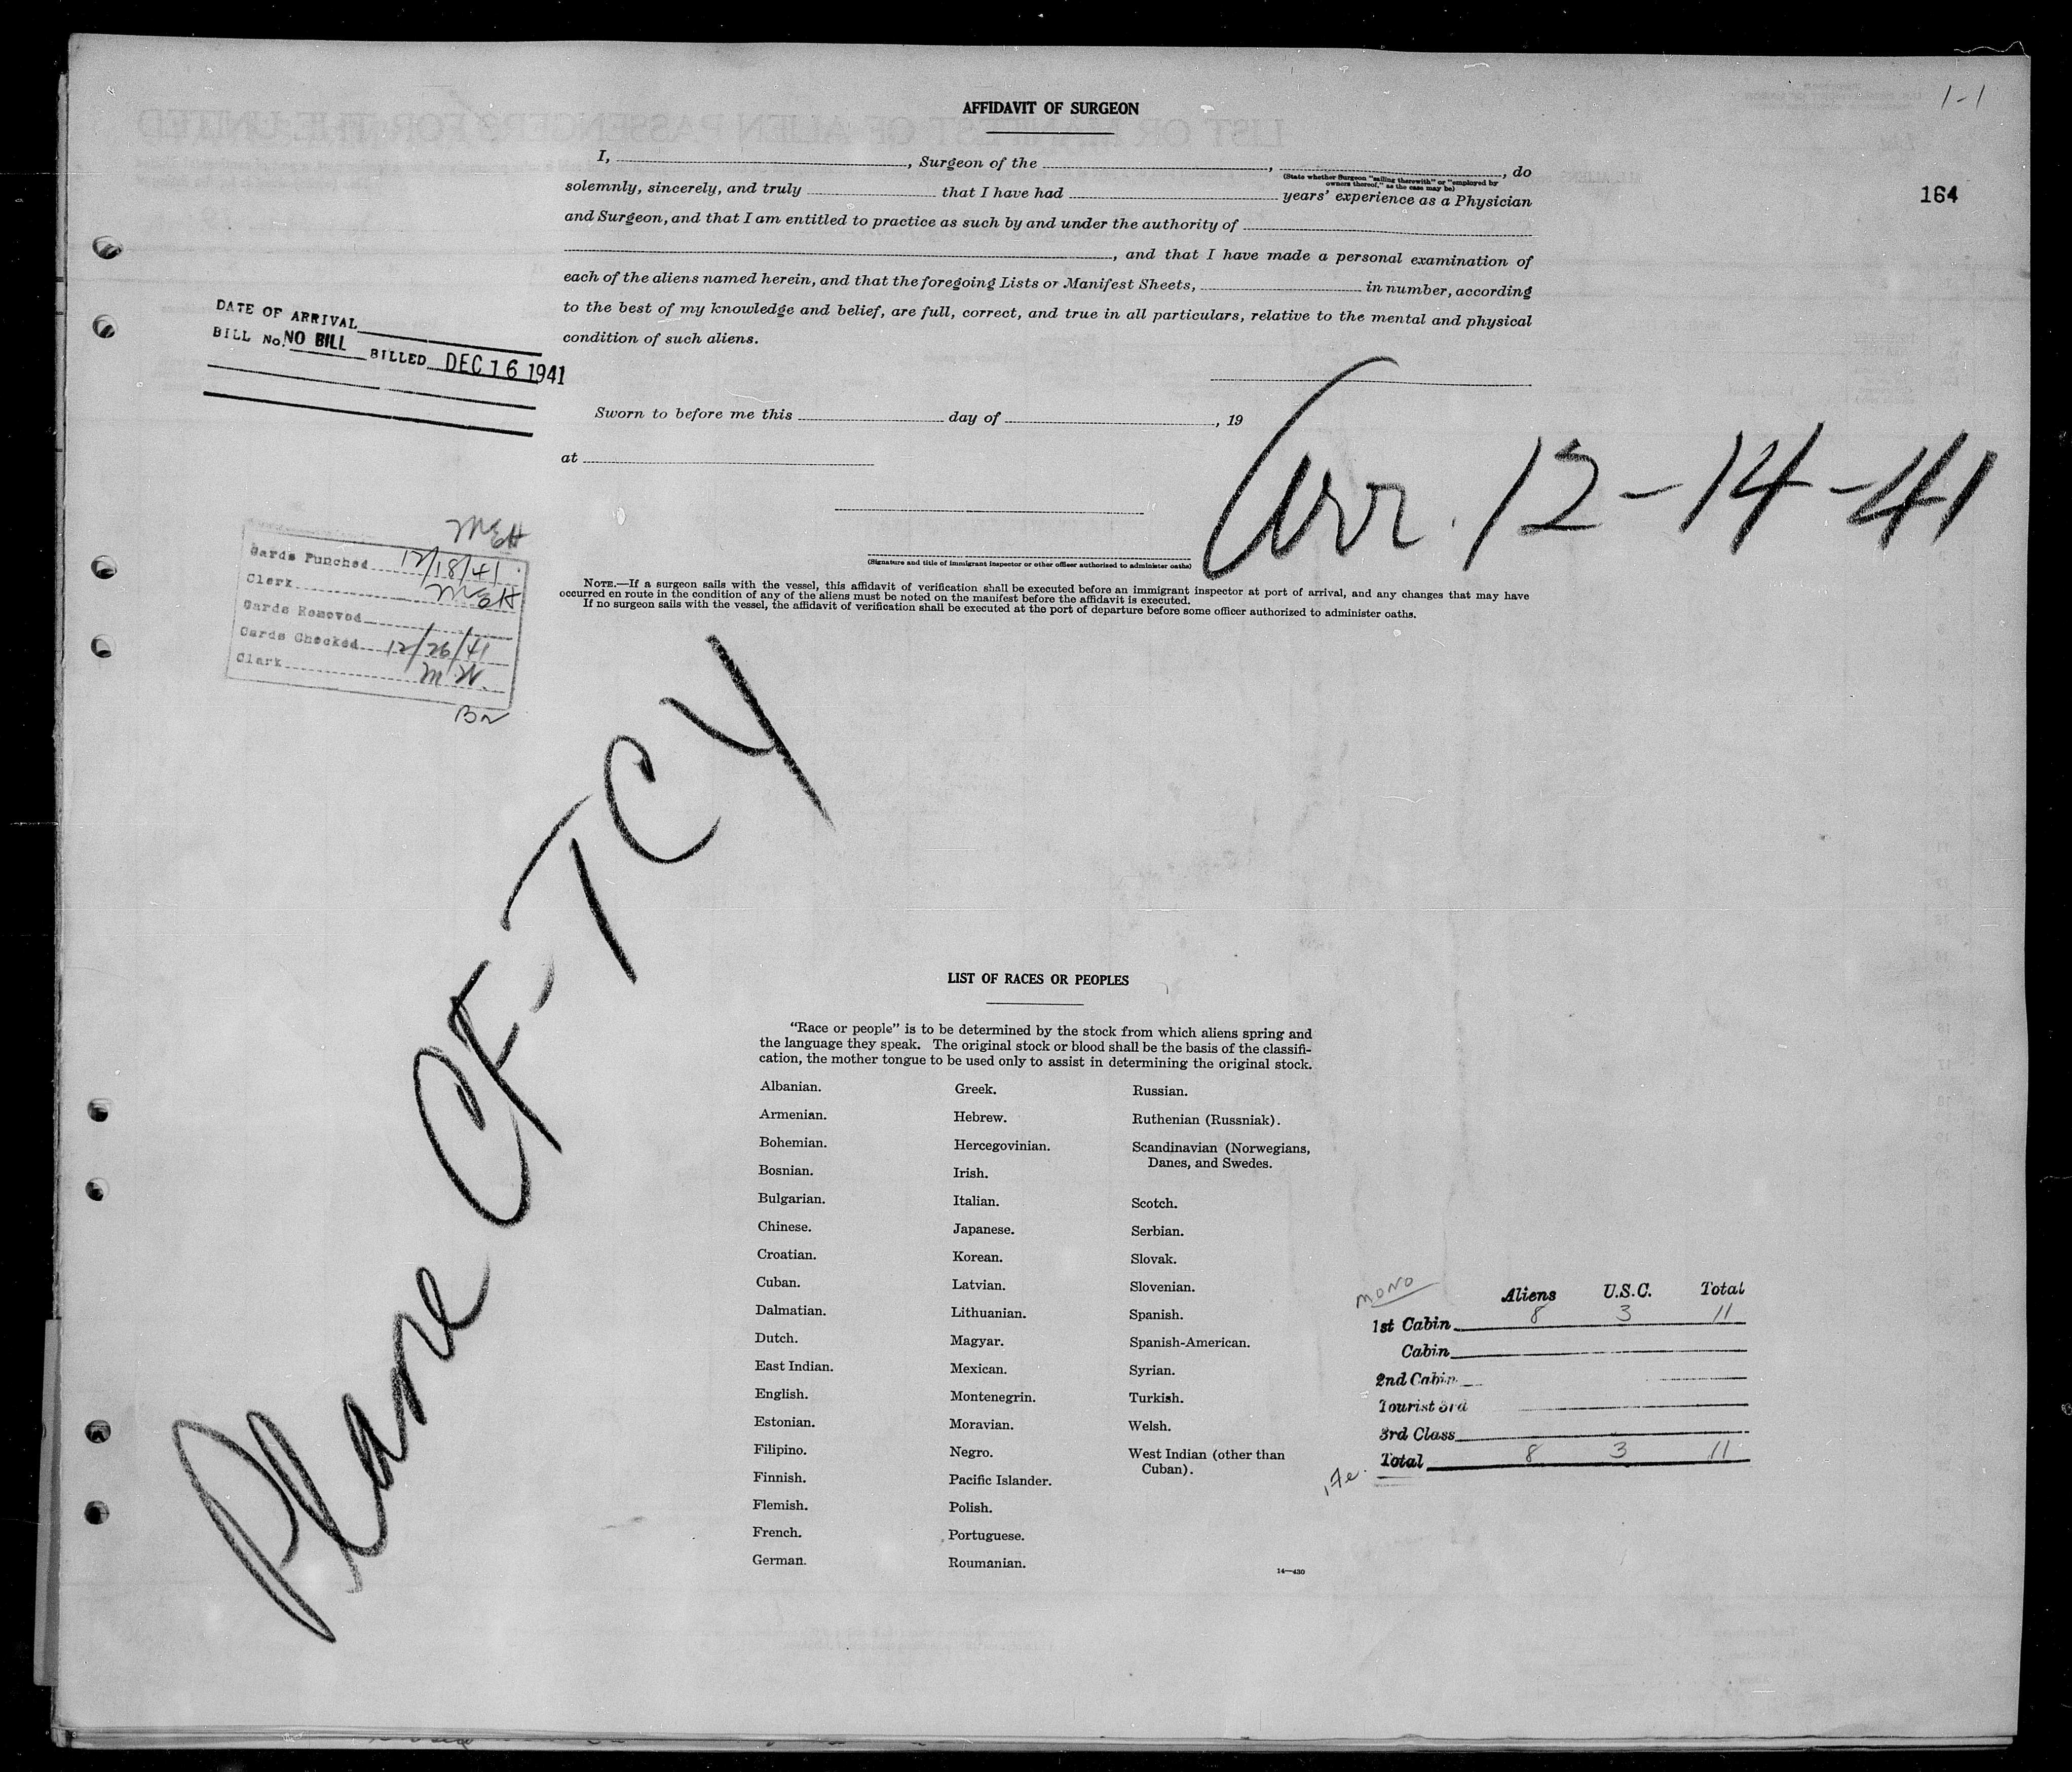 1-1
164
AFFIDAVIT OF SURGEON
I, , Surgeon of the , , do
(State whether Surgeon "sailing therewith" or "employed by
owners thereof," as the case may be)
solemnly, sincerely, and truly that I have had years' experience as a Physician
and Surgeon, and that I am entitled to practice as such by and under the authority of
, and that I have made a personal examination of
each of the aliens named herein, and that the foregoing Lists or Manifest Sheets, in number, according
to the best of my knowledge and belief, are full, correct, and true in all particulars, relative to the mental and physical
condition of such aliens.
DATE OF ARRIVAL
BILL No. NO BILL BILLED DEC 16 1941
Sworn to before me this day of , 19
at
Arr. 12-14-41
(Signature and title of immigrant inspector or other officer authorized to administer oaths)
NOTE.—If a surgeon sails with the vessel, this affidavit of verification shall be executed before an immigrant inspector at port of arrival, and any changes that may have
occurred en route in the condition of any of the aliens must be noted on the manifest before the affidavit is executed.
If no surgeon sails with the vessel, the affidavit of verification shall be executed at the port of departure before some officer authorized to administer oaths.
MEH
Cards Punched 12/18/41
Clerk MEH
Cards Removed
Cards Checked 12/26/41
Clerk
Plane CF-TCY
LIST OF RACES OR PEOPLES
"Race or people" is to be determined by the stock from which aliens spring and
the language they speak. The original stock or blood shall be the basis of the classifi-
cation, the mother tongue to be used only to assist in determining the original stock.
Albanian.
Armenian.
Bohemian.
Bosnian.
Bulgarian.
Chinese.
Croatian.
Cuban.
Dalmatian.
Dutch.
East Indian.
English.
Estonian.
Filipino.
Finnish.
Flemish.
French.
German.
Greek.
Hebrew.
Hercegovinian.
Irish.
Italian.
Japanese.
Korean.
Latvian.
Lithuanian.
Magyar.
Mexican.
Montenegrin.
Moravian.
Negro.
Pacific Islander.
Polish.
Portuguese.
Roumanian.
Russian.
Ruthenian (Russniak).
Scandinavian (Norwegians,
Danes, and Swedes.
Scotch.
Serbian.
Slovak.
Slovenian.
Spanish.
Spanish-American.
Syrian.
Turkish.
Welsh.
West Indian (other than
Cuban).
14—430
MONO
Aliens U.S.C. Total
1st Cabin 8 3 11
Cabin
2nd Cabin
Tourist 3rd
3rd Class
Total 8 3 11